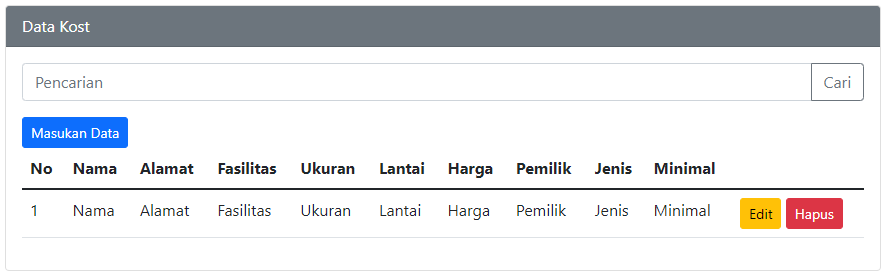 Data Kost
Pencarian Cari
Masukan Data
No Nama Alamat Fasilitas Ukuran Lantai Harga Pemilik Jenis Minimal
1 Nama Alamat Fasilitas Ukuran Lantai Harga Pemilik Jenis Minimal Edit Hapus